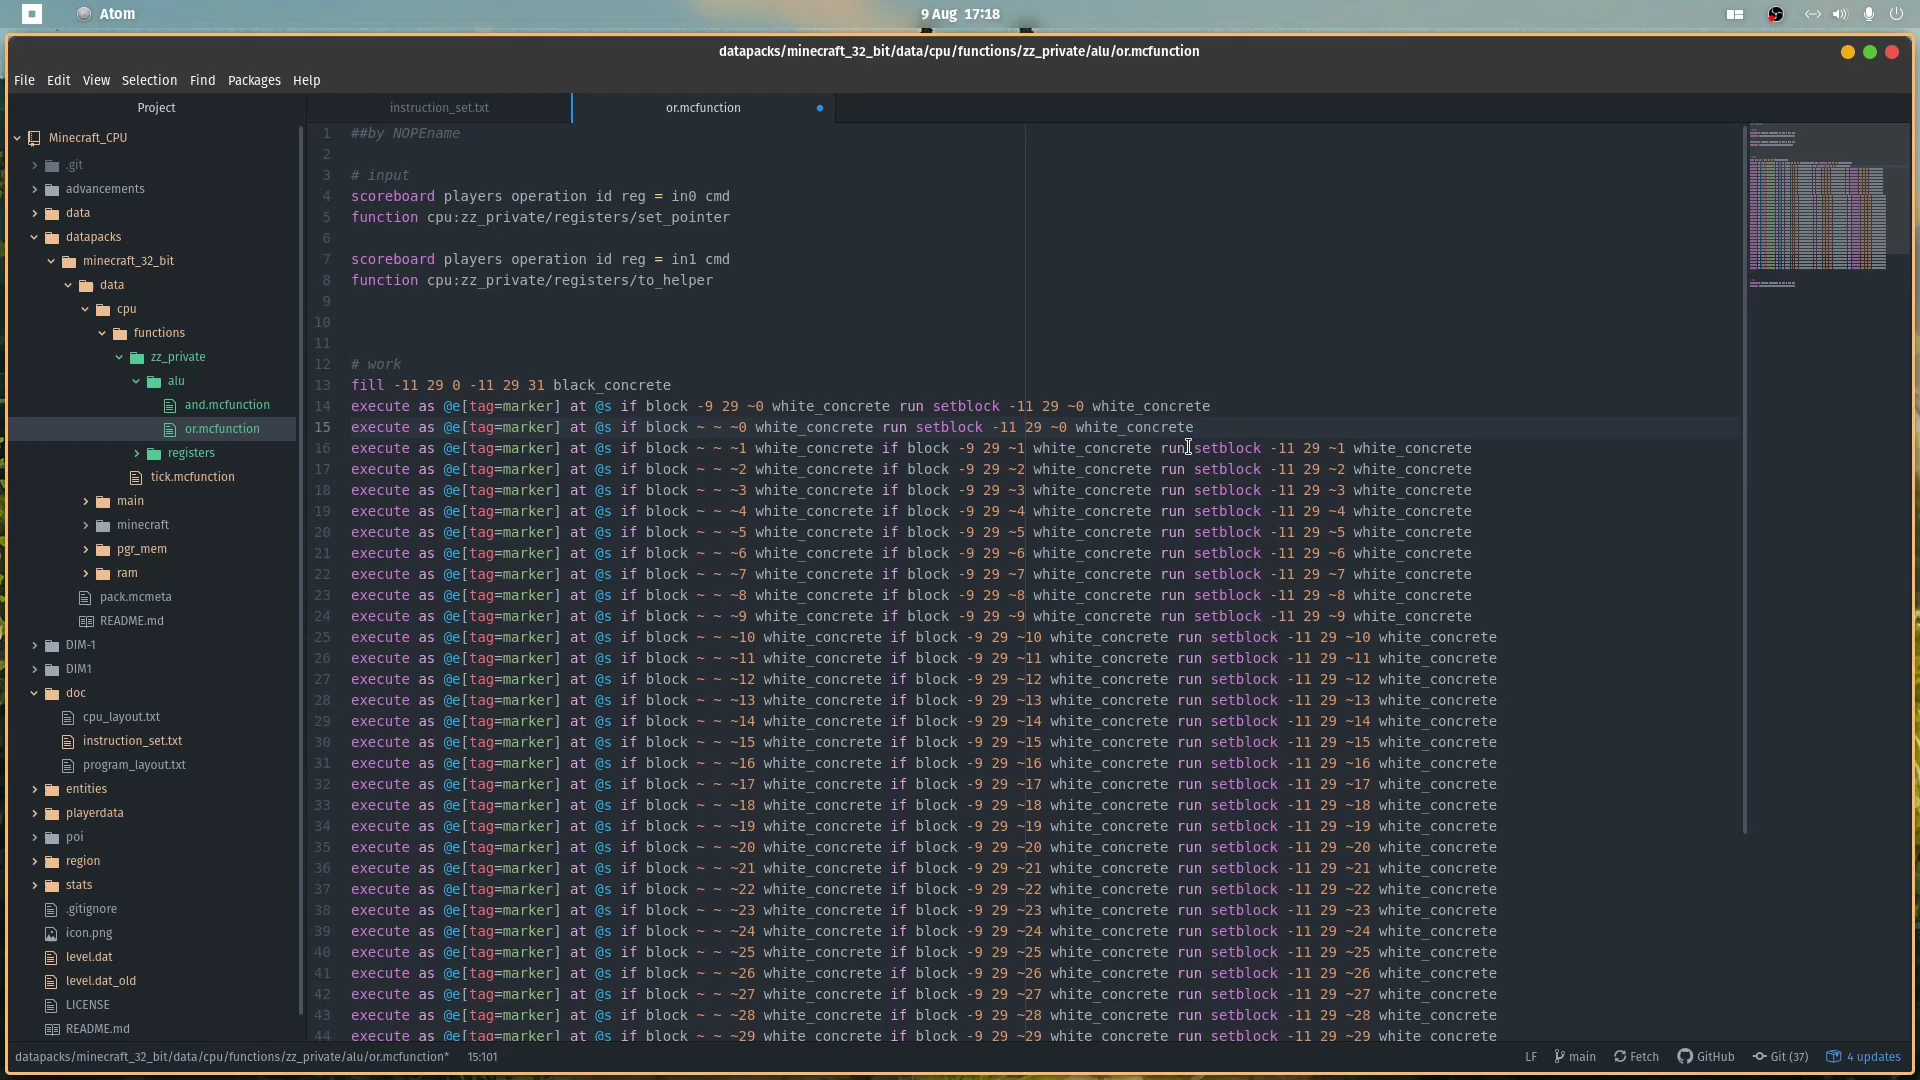 Atom
9 Aug 17:18
datapacks/minecraft_32_bit/data/cpu/functions/zz_private/alu/or.mcfunction
File Edit View Selection Find Packages Help
Project
instruction_set.txt
or.mcfunction
Minecraft_CPU
.git
advancements
data
datapacks
minecraft_32_bit
data
cpu
functions
zz_private
alu
and.mcfunction
or.mcfunction
registers
tick.mcfunction
main
minecraft
pgr_mem
ram
pack.mcmeta
README.md
DIM-1
DIM1
doc
cpu_layout.txt
instruction_set.txt
program_layout.txt
entities
playerdata
poi
region
stats
.gitignore
icon.png
level.dat
level.dat_old
LICENSE
README.md
1 ##by NOPEname
2
3 # input
4 scoreboard players operation id reg = in0 cmd
5 function cpu:zz_private/registers/set_pointer
6
7 scoreboard players operation id reg = in1 cmd
8 function cpu:zz_private/registers/to_helper
9
10
11
12 # work
13 fill -11 29 0 -11 29 31 black_concrete
14 execute as @e[tag=marker] at @s if block -9 29 ~0 white_concrete run setblock -11 29 ~0 white_concrete
15 execute as @e[tag=marker] at @s if block ~ ~ ~0 white_concrete run setblock -11 29 ~0 white_concrete
16 execute as @e[tag=marker] at @s if block ~ ~ ~1 white_concrete if block -9 29 ~1 white_concrete run setblock -11 29 ~1 white_concrete
17 execute as @e[tag=marker] at @s if block ~ ~ ~2 white_concrete if block -9 29 ~2 white_concrete run setblock -11 29 ~2 white_concrete
18 execute as @e[tag=marker] at @s if block ~ ~ ~3 white_concrete if block -9 29 ~3 white_concrete run setblock -11 29 ~3 white_concrete
19 execute as @e[tag=marker] at @s if block ~ ~ ~4 white_concrete if block -9 29 ~4 white_concrete run setblock -11 29 ~4 white_concrete
20 execute as @e[tag=marker] at @s if block ~ ~ ~5 white_concrete if block -9 29 ~5 white_concrete run setblock -11 29 ~5 white_concrete
21 execute as @e[tag=marker] at @s if block ~ ~ ~6 white_concrete if block -9 29 ~6 white_concrete run setblock -11 29 ~6 white_concrete
22 execute as @e[tag=marker] at @s if block ~ ~ ~7 white_concrete if block -9 29 ~7 white_concrete run setblock -11 29 ~7 white_concrete
23 execute as @e[tag=marker] at @s if block ~ ~ ~8 white_concrete if block -9 29 ~8 white_concrete run setblock -11 29 ~8 white_concrete
24 execute as @e[tag=marker] at @s if block ~ ~ ~9 white_concrete if block -9 29 ~9 white_concrete run setblock -11 29 ~9 white_concrete
25 execute as @e[tag=marker] at @s if block ~ ~ ~10 white_concrete if block -9 29 ~10 white_concrete run setblock -11 29 ~10 white_concrete
26 execute as @e[tag=marker] at @s if block ~ ~ ~11 white_concrete if block -9 29 ~11 white_concrete run setblock -11 29 ~11 white_concrete
27 execute as @e[tag=marker] at @s if block ~ ~ ~12 white_concrete if block -9 29 ~12 white_concrete run setblock -11 29 ~12 white_concrete
28 execute as @e[tag=marker] at @s if block ~ ~ ~13 white_concrete if block -9 29 ~13 white_concrete run setblock -11 29 ~13 white_concrete
29 execute as @e[tag=marker] at @s if block ~ ~ ~14 white_concrete if block -9 29 ~14 white_concrete run setblock -11 29 ~14 white_concrete
30 execute as @e[tag=marker] at @s if block ~ ~ ~15 white_concrete if block -9 29 ~15 white_concrete run setblock -11 29 ~15 white_concrete
31 execute as @e[tag=marker] at @s if block ~ ~ ~16 white_concrete if block -9 29 ~16 white_concrete run setblock -11 29 ~16 white_concrete
32 execute as @e[tag=marker] at @s if block ~ ~ ~17 white_concrete if block -9 29 ~17 white_concrete run setblock -11 29 ~17 white_concrete
33 execute as @e[tag=marker] at @s if block ~ ~ ~18 white_concrete if block -9 29 ~18 white_concrete run setblock -11 29 ~18 white_concrete
34 execute as @e[tag=marker] at @s if block ~ ~ ~19 white_concrete if block -9 29 ~19 white_concrete run setblock -11 29 ~19 white_concrete
35 execute as @e[tag=marker] at @s if block ~ ~ ~20 white_concrete if block -9 29 ~20 white_concrete run setblock -11 29 ~20 white_concrete
36 execute as @e[tag=marker] at @s if block ~ ~ ~21 white_concrete if block -9 29 ~21 white_concrete run setblock -11 29 ~21 white_concrete
37 execute as @e[tag=marker] at @s if block ~ ~ ~22 white_concrete if block -9 29 ~22 white_concrete run setblock -11 29 ~22 white_concrete
38 execute as @e[tag=marker] at @s if block ~ ~ ~23 white_concrete if block -9 29 ~23 white_concrete run setblock -11 29 ~23 white_concrete
39 execute as @e[tag=marker] at @s if block ~ ~ ~24 white_concrete if block -9 29 ~24 white_concrete run setblock -11 29 ~24 white_concrete
40 execute as @e[tag=marker] at @s if block ~ ~ ~25 white_concrete if block -9 29 ~25 white_concrete run setblock -11 29 ~25 white_concrete
41 execute as @e[tag=marker] at @s if block ~ ~ ~26 white_concrete if block -9 29 ~26 white_concrete run setblock -11 29 ~26 white_concrete
42 execute as @e[tag=marker] at @s if block ~ ~ ~27 white_concrete if block -9 29 ~27 white_concrete run setblock -11 29 ~27 white_concrete
43 execute as @e[tag=marker] at @s if block ~ ~ ~28 white_concrete if block -9 29 ~28 white_concrete run setblock -11 29 ~28 white_concrete
44 execute as @e[tag=marker] at @s if block ~ ~ ~29 white_concrete if block -9 29 ~29 white_concrete run setblock -11 29 ~29 white_concrete
datapacks/minecraft_32_bit/data/cpu/functions/zz_private/alu/or.mcfunction* 15:101
LF main Fetch GitHub Git (37) 4 updates